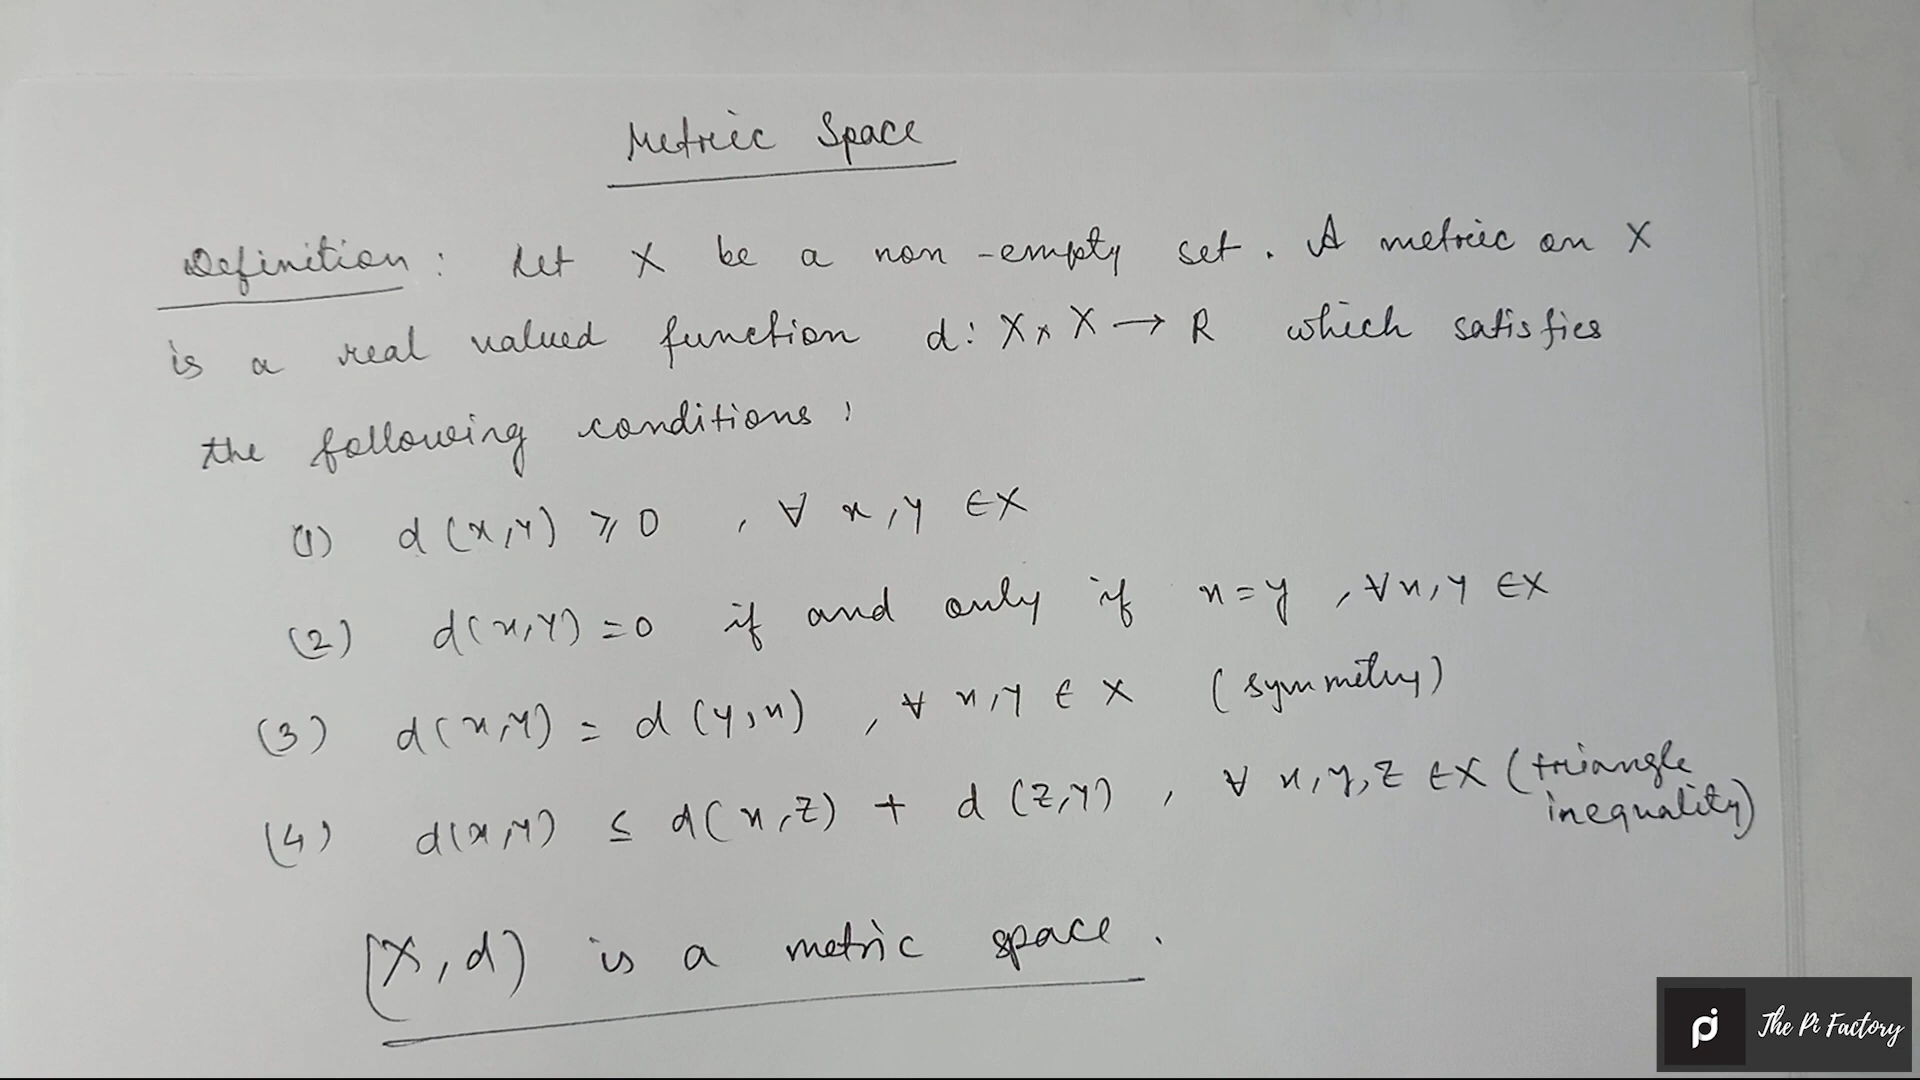 Metric Space
Definition: Let X be a non-empty set. A metric on X
is a real valued function d: X x X → R which satisfies
the following conditions:
(1) d(x,y) ≥ 0 , ∀ x,y ∈ X
(2) d(x,y) = 0 if and only if x=y , ∀ x,y ∈ X
(3) d(x,y) = d(y,x) , ∀ x,y ∈ X (symmetry)
(4) d(x,y) ≤ d(x,z) + d(z,y) , ∀ x,y,z ∈ X (triangle
inequality)
(X,d) is a metric space.
pi The Pi Factory